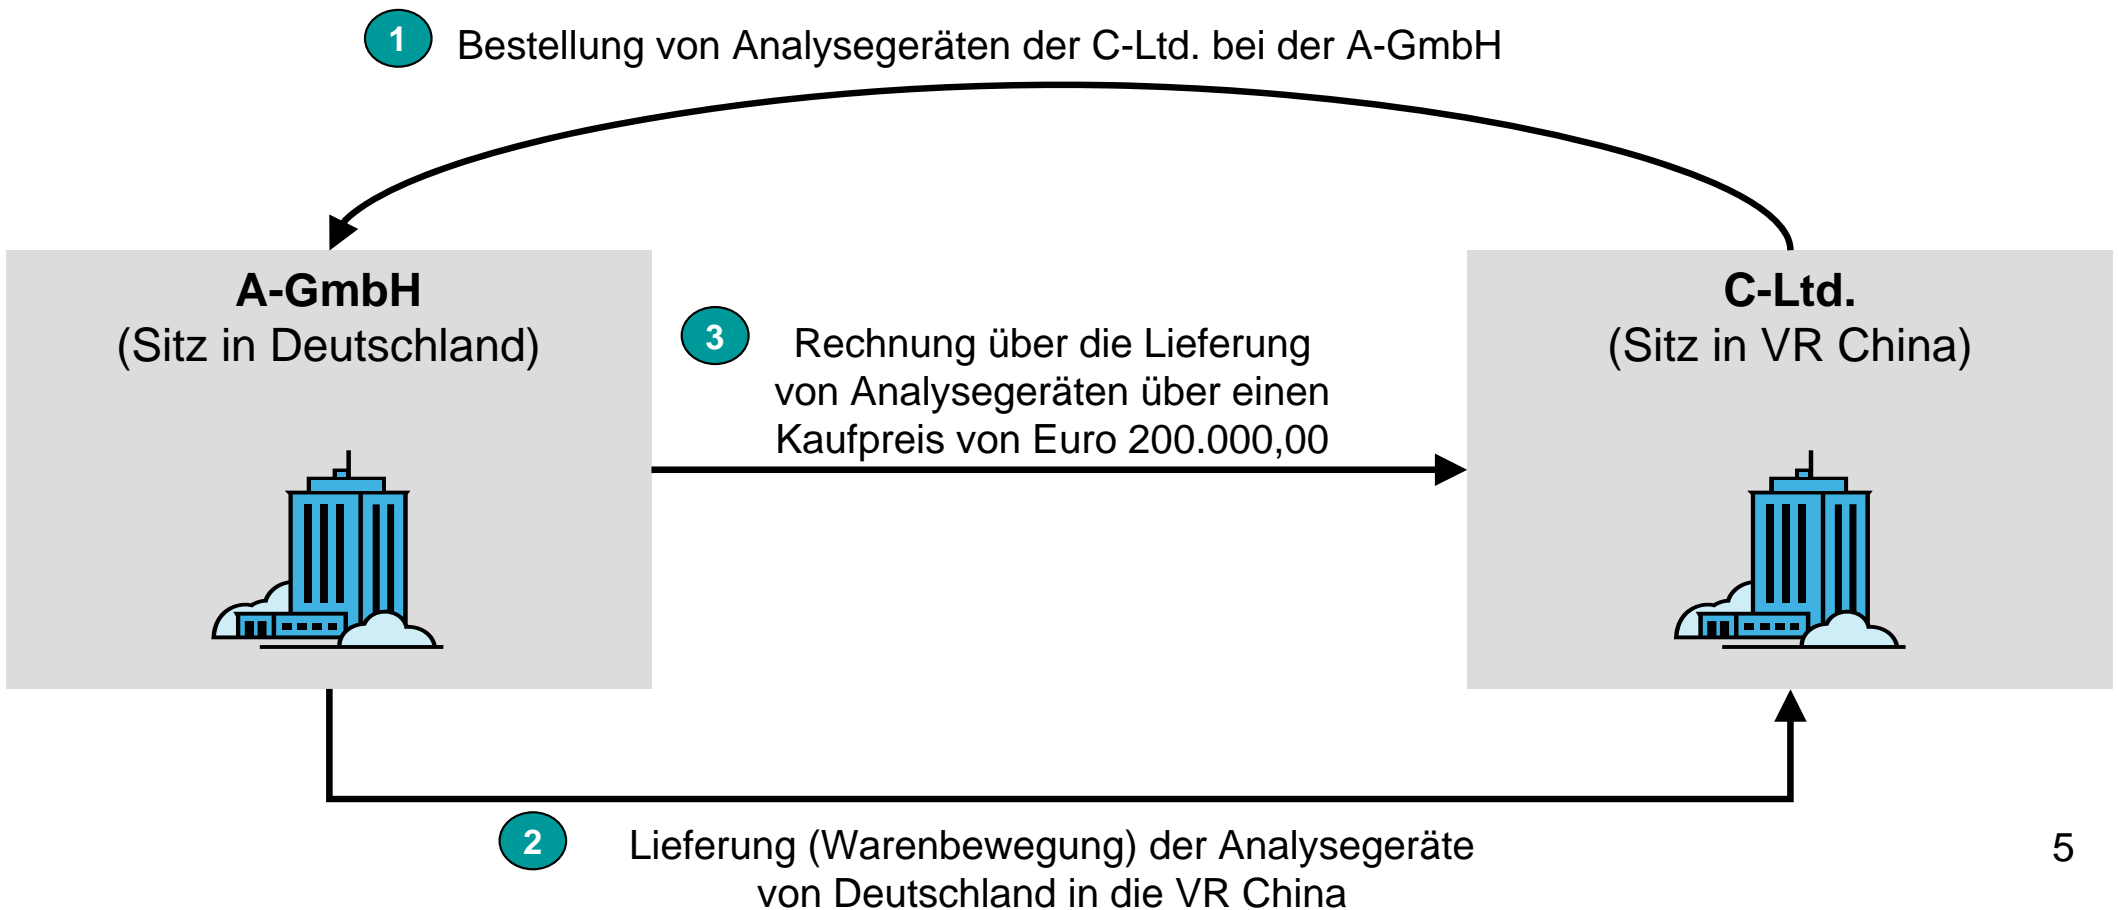 1
Bestellung von Analysegeräten der C-Ltd. bei der A-GmbH
A-GmbH
(Sitz in Deutschland)
3
Rechnung über die Lieferung
von Analysegeräten über einen
Kaufpreis von Euro 200.000,00
C-Ltd.
(Sitz in VR China)
2
Lieferung (Warenbewegung) der Analysegeräte
von Deutschland in die VR China
5